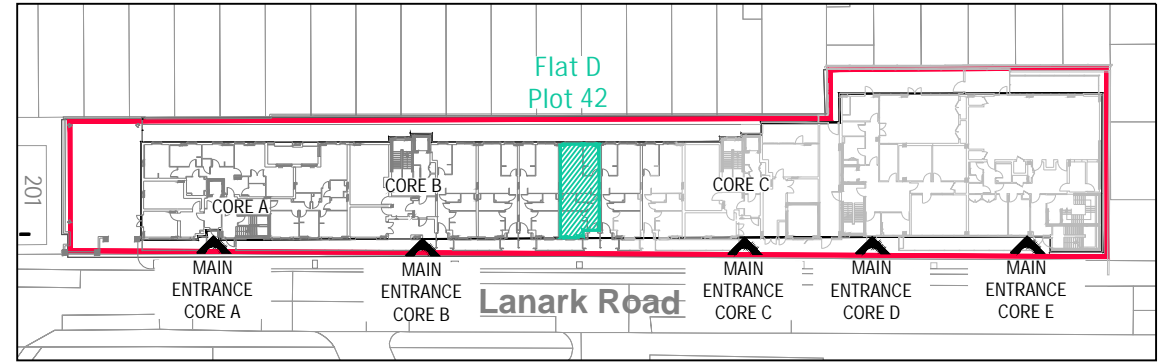 Flat D
Plot 42
201
CORE A
CORE B
CORE C
MAIN
ENTRANCE
CORE A
MAIN
ENTRANCE
CORE B
Lanark Road
MAIN
ENTRANCE
CORE C
MAIN
ENTRANCE
CORE D
MAIN
ENTRANCE
CORE E